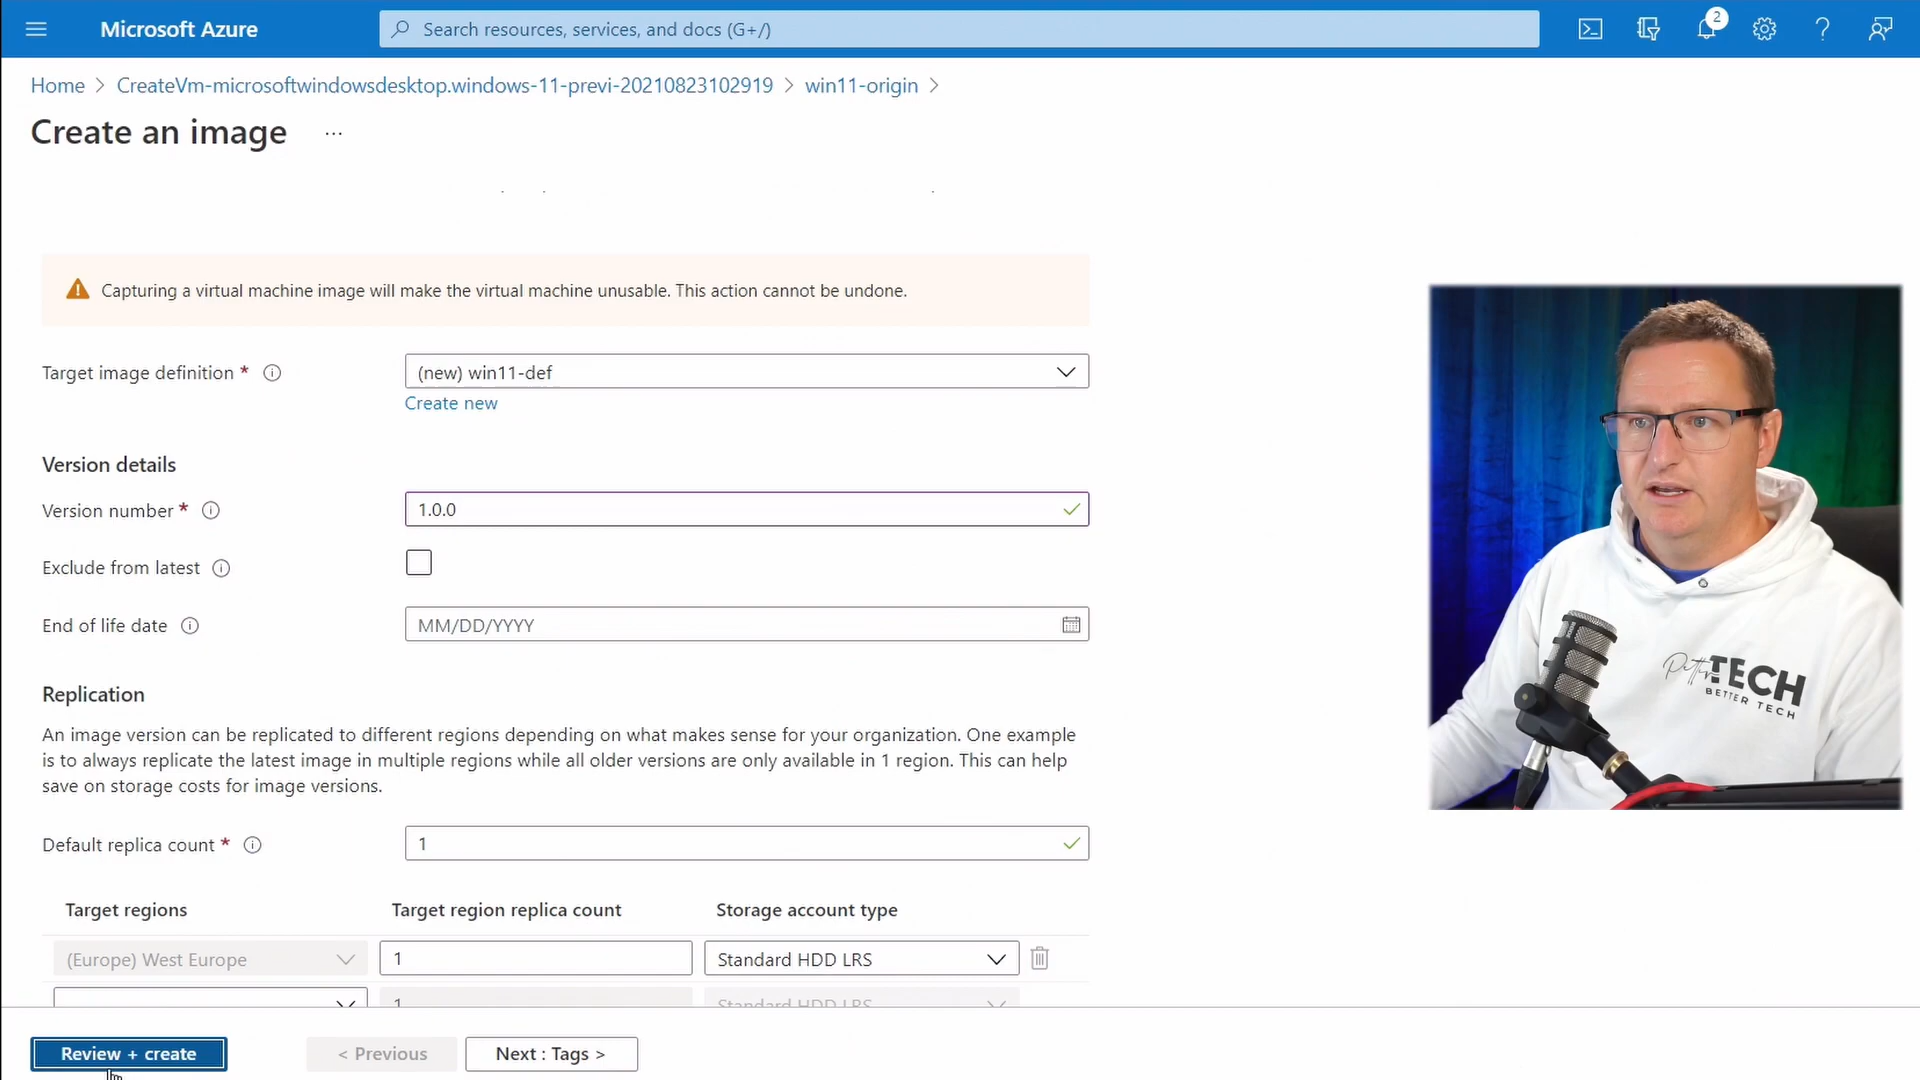 Microsoft Azure
Search resources, services, and docs (G+/)
2
Home > CreateVm-microsoftwindowsdesktop.windows-11-previ-20210823102919 > win11-origin >
Create an image ...
Capturing a virtual machine image will make the virtual machine unusable. This action cannot be undone.
Target image definition *
(new) win11-def
Create new
Version details
Version number *
1.0.0
Exclude from latest
End of life date
MM/DD/YYYY
Replication
An image version can be replicated to different regions depending on what makes sense for your organization. One example
is to always replicate the latest image in multiple regions while all older versions are only available in 1 region. This can help
save on storage costs for image versions.
Default replica count *
1
Target regions Target region replica count Storage account type
(Europe) West Europe 1 Standard HDD LRS
1 Standard HDD LRS
Review + create < Previous Next : Tags >
TECH
BETTER TECH